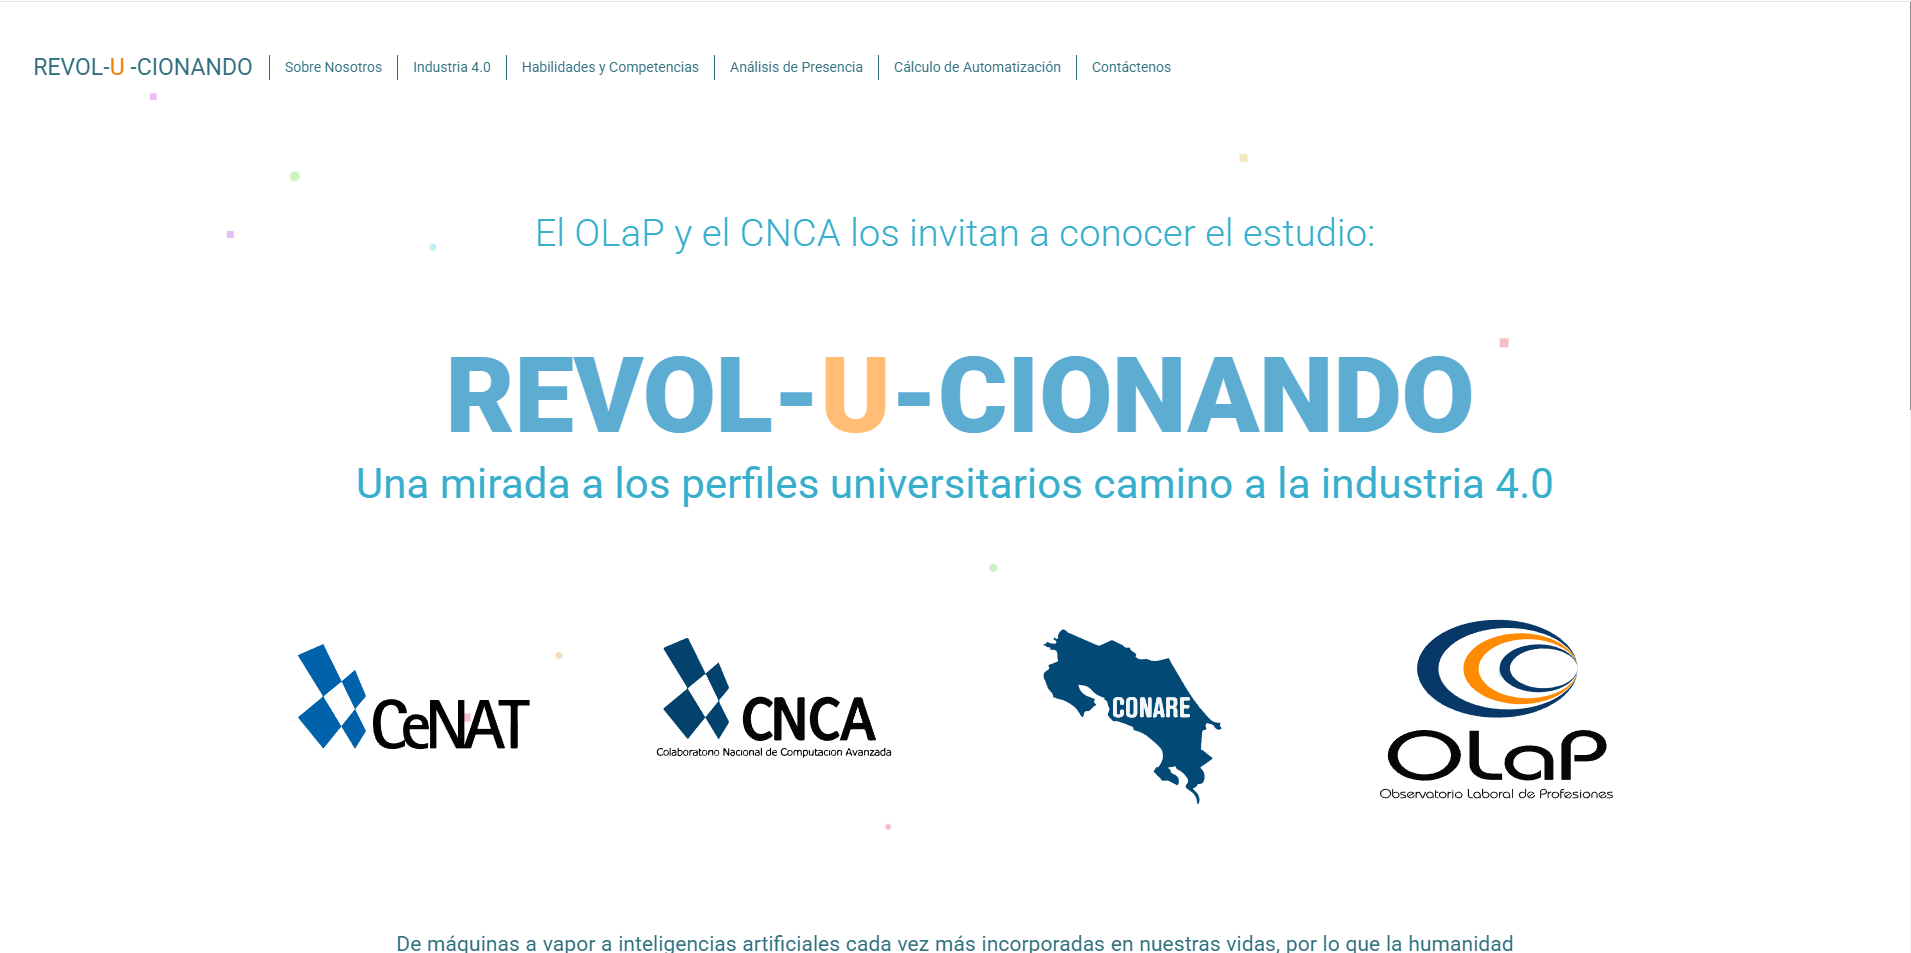 REVOL-U -CIONANDO
Sobre Nosotros
Industria 4.0
Habilidades y Competencias
Análisis de Presencia
Cálculo de Automatización
Contáctenos
El OLaP y el CNCA los invitan a conocer el estudio:
REVOL-U-CIONANDO
Una mirada a los perfiles universitarios camino a la industria 4.0
CeNAT
CNCA
Colaboratorio Nacional de Computación Avanzada
CONARE
OLaP
Observatorio Laboral de Profesiones
De máquinas a vapor a inteligencias artificiales cada vez más incorporadas en nuestras vidas, por lo que la humanidad